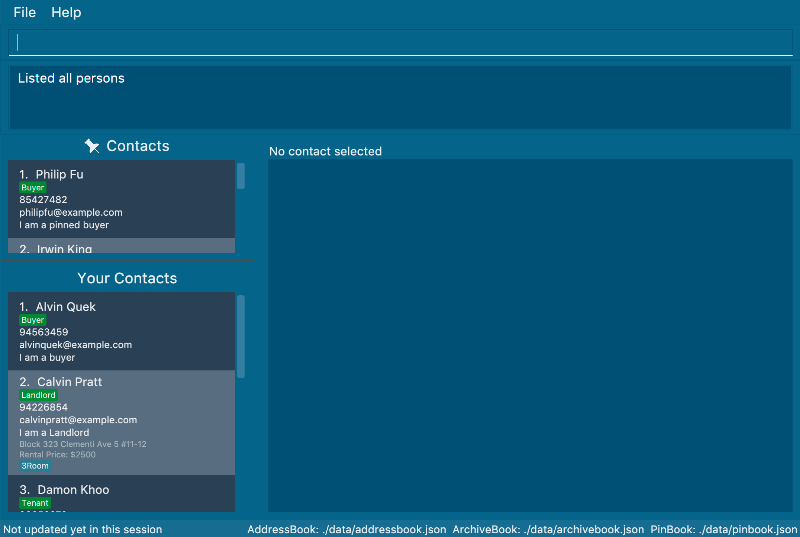 File Help
Listed all persons
Contacts
1. Philip Fu
Buyer
85427482
philipfu@example.com
I am a pinned buyer
2. Irwin King
Your Contacts
1. Alvin Quek
Buyer
94563459
alvinquek@example.com
I am a buyer
2. Calvin Pratt
Landlord
94226854
calvinpratt@example.com
I am a Landlord
Block 323 Clementi Ave 5 #11-12
Rental Price: $2500
3Room
3. Damon Khoo
Tenant
No contact selected
Not updated yet in this session
AddressBook: ./data/addressbook.json ArchiveBook: ./data/archivebook.json PinBook: ./data/pinbook.json